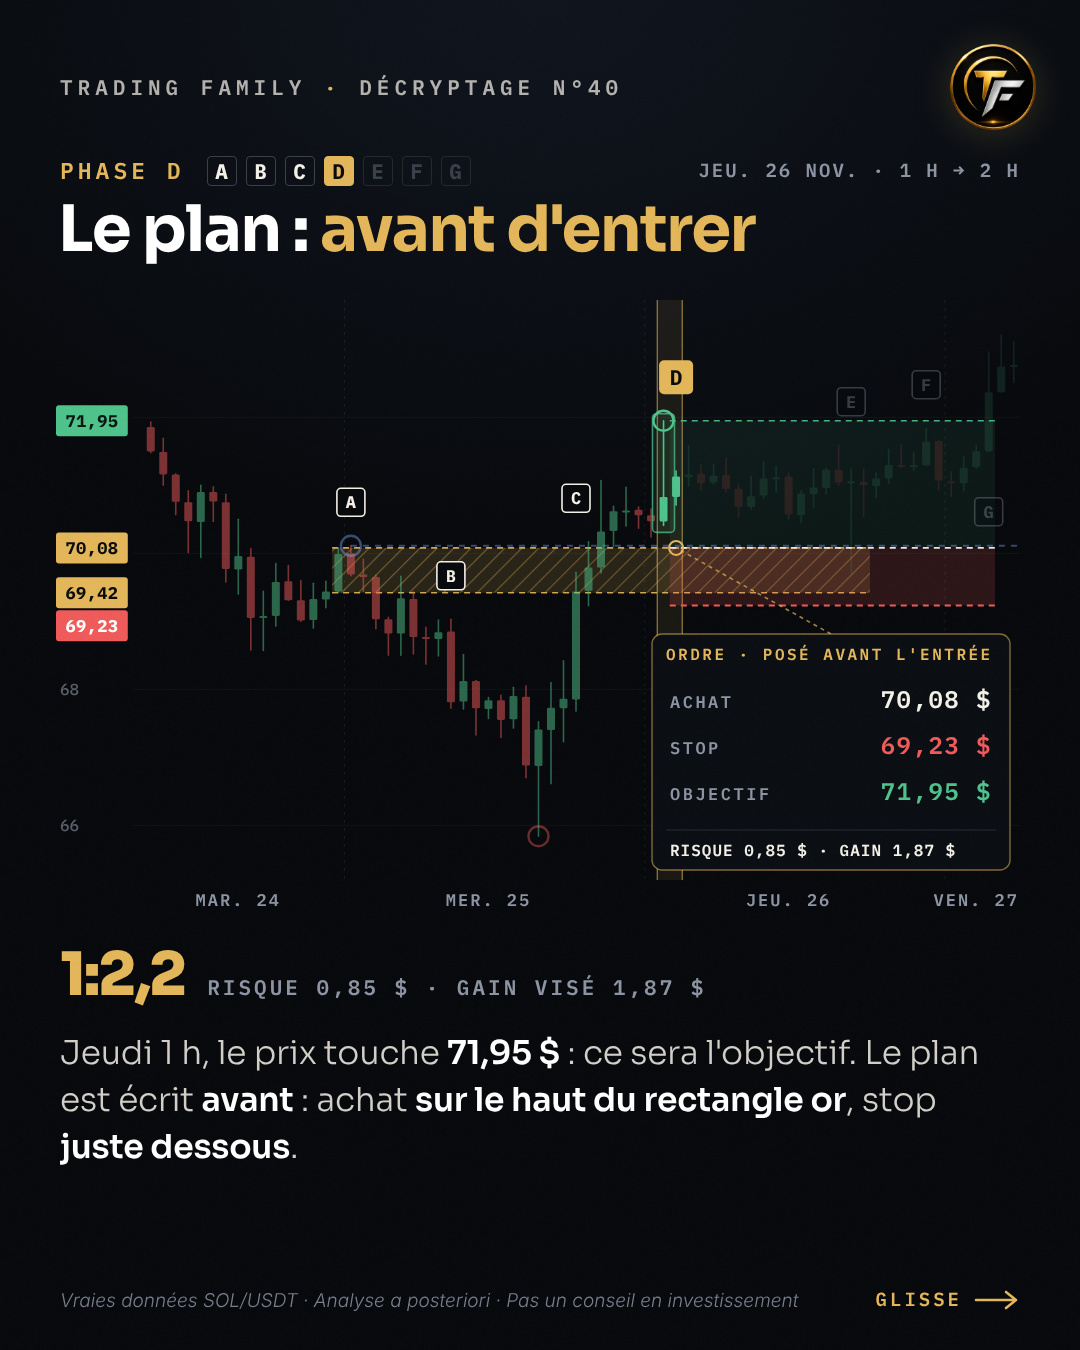 TRADING FAMILY · DÉCRYPTAGE N°40
TF
PHASE D A B C D E F G
JEU. 26 NOV. · 1 H → 2 H
Le plan : avant d'entrer
71,95
70,08
69,42
69,23
68
66
A
B
C
D
E
F
G
ORDRE · POSÉ AVANT L'ENTRÉE
ACHAT 70,08 $
STOP 69,23 $
OBJECTIF 71,95 $
RISQUE 0,85 $ · GAIN 1,87 $
MAR. 24 MER. 25 JEU. 26 VEN. 27
1:2,2 RISQUE 0,85 $ · GAIN VISÉ 1,87 $
Jeudi 1 h, le prix touche 71,95 $ : ce sera l'objectif. Le plan
est écrit avant : achat sur le haut du rectangle or, stop
juste dessous.
Vraies données SOL/USDT · Analyse a posteriori · Pas un conseil en investissement
GLISSE →